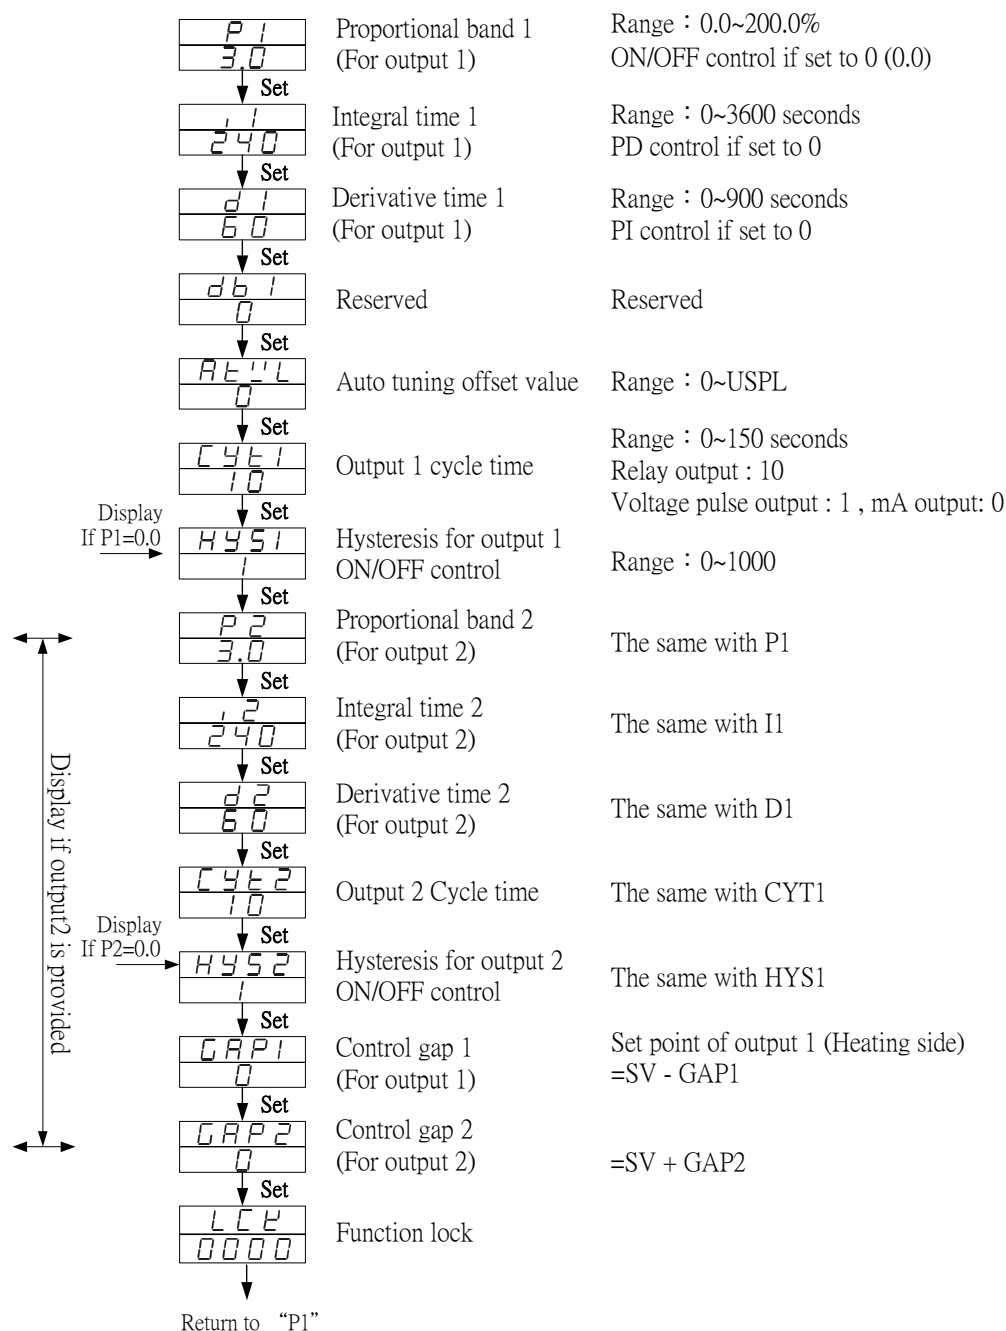 P1
3.0
Proportional band 1
(For output 1)
Range：0.0~200.0%
ON/OFF control if set to 0 (0.0)
Set
i1
240
Integral time 1
(For output 1)
Range：0~3600 seconds
PD control if set to 0
Set
d1
60
Derivative time 1
(For output 1)
Range：0~900 seconds
PI control if set to 0
Set
db1
0
Reserved
Reserved
Set
0
Auto tuning offset value
Range：0~USPL
Set
CYt1
10
Output 1 cycle time
Range：0~150 seconds
Relay output : 10
Voltage pulse output : 1 , mA output: 0
Set
Display
If P1=0.0
HYS1
1
Hysteresis for output 1
ON/OFF control
Range：0~1000
Set
P2
3.0
Proportional band 2
(For output 2)
The same with P1
Set
i2
240
Integral time 2
(For output 2)
The same with I1
Set
Display if output2 is provided
d2
60
Derivative time 2
(For output 2)
The same with D1
Set
CYt2
10
Output 2 Cycle time
The same with CYT1
Set
Display
If P2=0.0
HYS2
1
Hysteresis for output 2
ON/OFF control
The same with HYS1
Set
GAP1
0
Control gap 1
(For output 1)
Set point of output 1 (Heating side)
=SV - GAP1
Set
GAP2
0
Control gap 2
(For output 2)
=SV + GAP2
Set
LCK
0000
Function lock
Return to “P1”